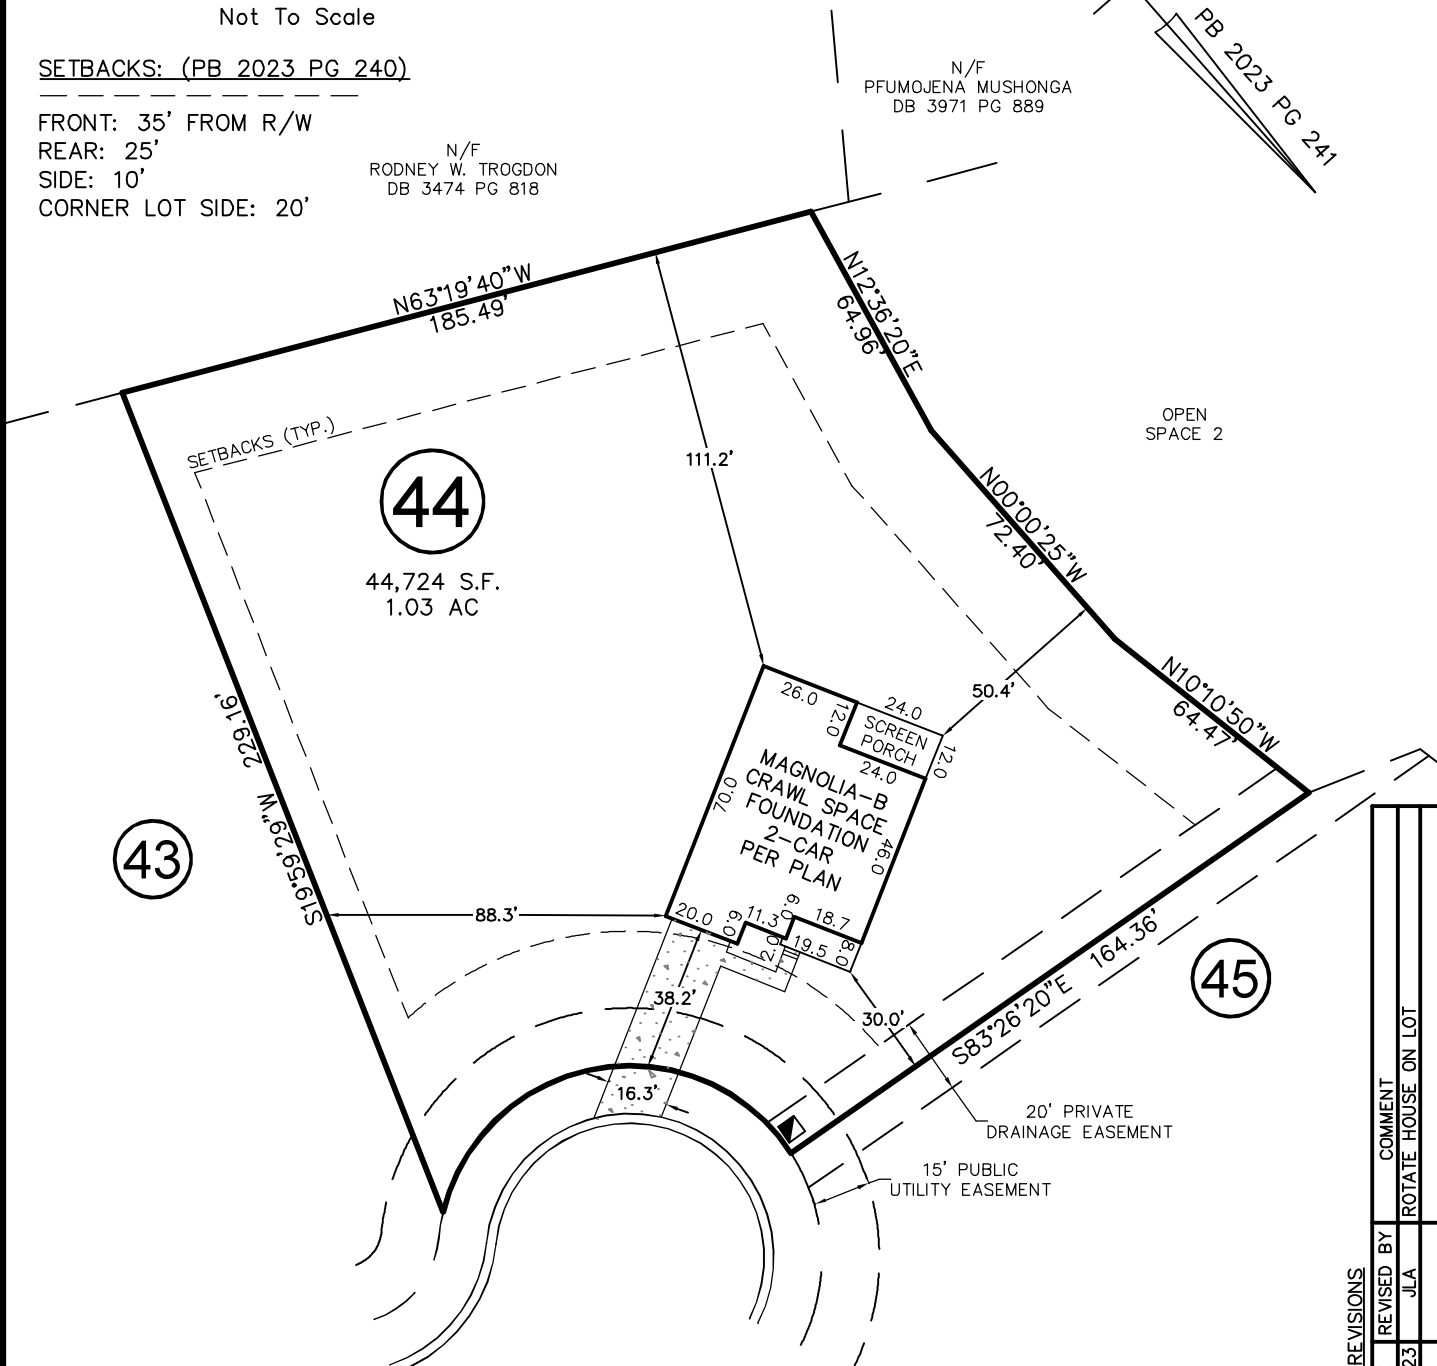 Not To Scale
SETBACKS: (PB 2023 PG 240)
FRONT: 35' FROM R/W
REAR: 25'
SIDE: 10'
CORNER LOT SIDE: 20'
N/F
RODNEY W. TROGDON
DB 3474 PG 818
N/F
PFUMOJENA MUSHONGA
DB 3971 PG 889
PB 2023 PG 241
N63°19'40"W
185.49'
N12°36'20"E
64.96'
SETBACKS (TYP.)
OPEN
SPACE 2
111.2'
44
44,724 S.F.
1.03 AC
N00°00'25"W
72.40'
N10°10'50"W
64.47'
50.4'
26.0
12.0
24.0
SCREEN
PORCH
12.0
24.0
MAGNOLIA-B
CRAWL SPACE
FOUNDATION
2-CAR
PER PLAN
70.0
46.0
229.16'
S19°59'29"W
43
88.3'
20.0
6.0
11.3
6.0
18.7
2.0
19.5
8.0
38.2'
30.0'
16.3'
S83°26'20"E 164.36'
45
20' PRIVATE
DRAINAGE EASEMENT
15' PUBLIC
UTILITY EASEMENT
REVISIONS
REVISED BY
COMMENT
23
JLA
ROTATE HOUSE ON LOT